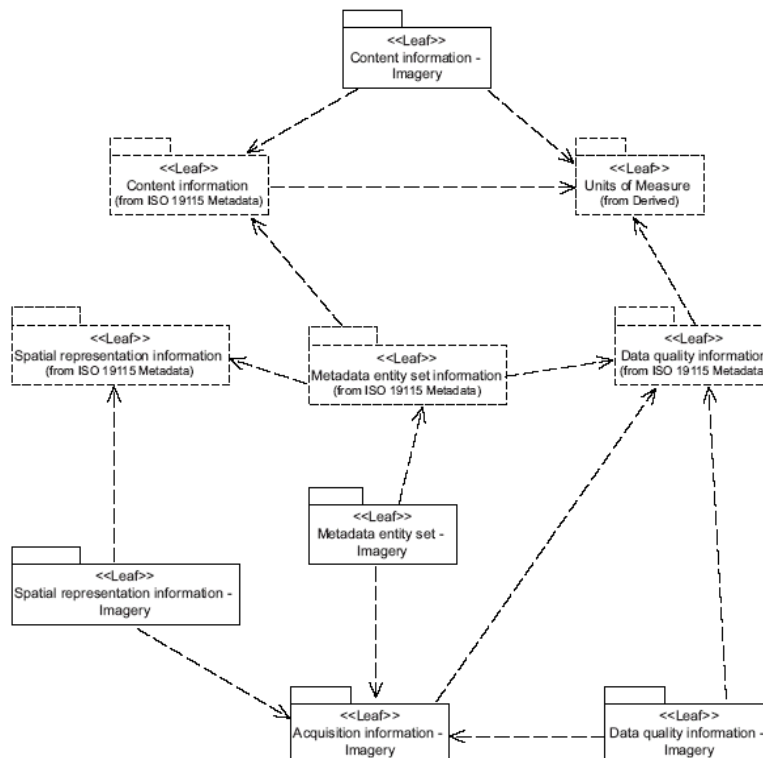 <<Leaf>>
Content information -
Imagery
<<Leaf>>
Content information
(from ISO 19115 Metadata)
<<Leaf>>
Units of Measure
(from Derived)
<<Leaf>>
Spatial representation information
(from ISO 19115 Metadata)
<<Leaf>>
Metadata entity set information
(from ISO 19115 Metadata)
<<Leaf>>
Data quality information
(from ISO 19115 Metadata
<<Leaf>>
Metadata entity set -
Imagery
<<Leaf>>
Spatial representation information -
Imagery
<<Leaf>>
Acquisition information -
Imagery
<<Leaf>>
Data quality information -
Imagery